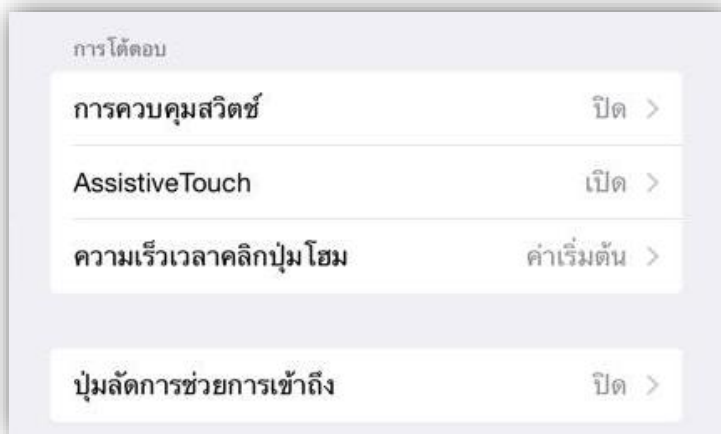 การโต้ตอบ
การควบคุมสวิตช์ ปิด
AssistiveTouch เปิด
ความเร็วเวลาคลิกปุ่มโฮม ค่าเริ่มต้น
ปุ่มลัดการช่วยการเข้าถึง ปิด